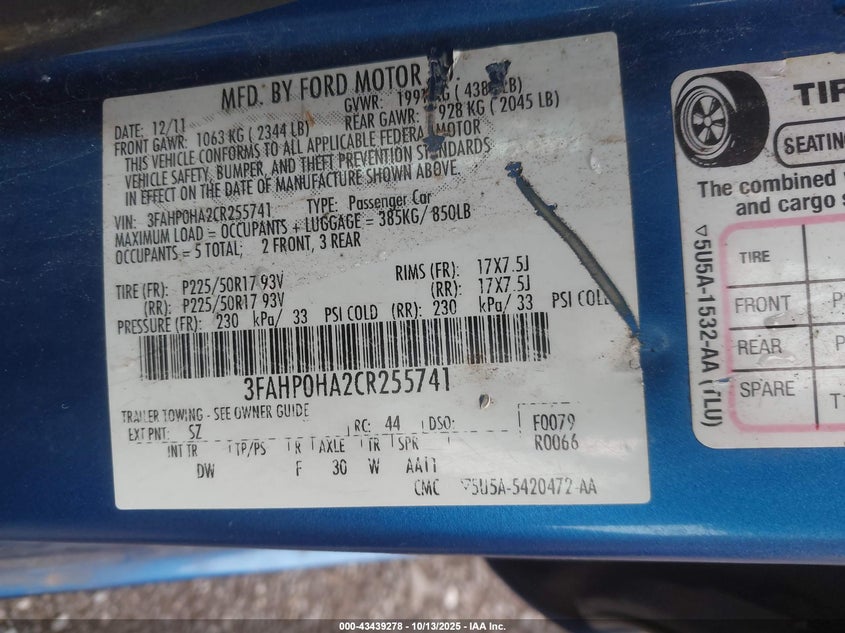 MFD. BY FORD MOTOR
DATE: 12/11
GVWR:
FRONT GAWR: 1063 KG ( 2344 LB)
REAR GAWR: 928 KG ( 2045 LB)
THIS VEHICLE CONFORMS TO ALL APPLICABLE FEDERAL MOTOR
VEHICLE SAFETY, BUMPER, AND THEFT PREVENTION STANDARDS
IN EFFECT ON THE DATE OF MANUFACTURE SHOWN ABOVE.
VIN: 3FAHP0HA2CR255741 TYPE: Passenger Car
MAXIMUM LOAD = OCCUPANTS + LUGGAGE = 385KG/ 850LB
OCCUPANTS = 5 TOTAL; 2 FRONT, 3 REAR
TIRE (FR): P225/50R17 93V RIMS (FR): 17X7.5J
(RR): P225/50R17 93V (RR): 17X7.5J
PRESSURE (FR): 230 kPa/ 33 PSI COLD (RR): 230 kPa/ 33 PSI COLD
3FAHP0HA2CR255741
TRAILER TOWING - SEE OWNER GUIDE
EXT PNT: SZ RC: 44 DSO: F0079
R0066
INT TR TP/PS R AXLE TR SPR
DW F 30 W AA11
CMC ▽5U5A-5420472-AA
SEATING
The combined
and cargo
TIRE
FRONT P
REAR P
SPARE T
▽5U5A-1532-AA (TLU)
000-43439278 - 10/13/2025 - IAA Inc.